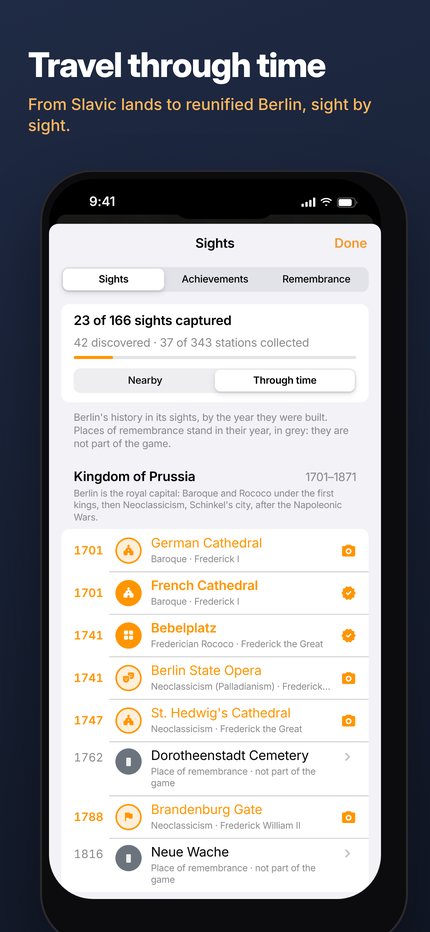 Travel through time
From Slavic lands to reunified Berlin, sight by
sight.
9:41
Sights
Done
Sights
Achievements
Remembrance
23 of 166 sights captured
42 discovered · 37 of 343 stations collected
Nearby
Through time
Berlin's history in its sights, by the year they were built.
Places of remembrance stand in their year, in grey: they are
not part of the game.
Kingdom of Prussia
1701–1871
Berlin is the royal capital: Baroque and Rococo under the first
kings, then Neoclassicism, Schinkel's city, after the Napoleonic
Wars.
1701
German Cathedral
Baroque · Frederick I
1701
French Cathedral
Baroque · Frederick I
1741
Bebelplatz
Frederician Rococo · Frederick the Great
1741
Berlin State Opera
Neoclassicism (Palladianism) · Frederick...
1747
St. Hedwig's Cathedral
Neoclassicism · Frederick the Great
1762
Dorotheenstadt Cemetery
Place of remembrance · not part of the
game
1788
Brandenburg Gate
Neoclassicism · Frederick William II
1816
Neue Wache
Place of remembrance · not part of the
game